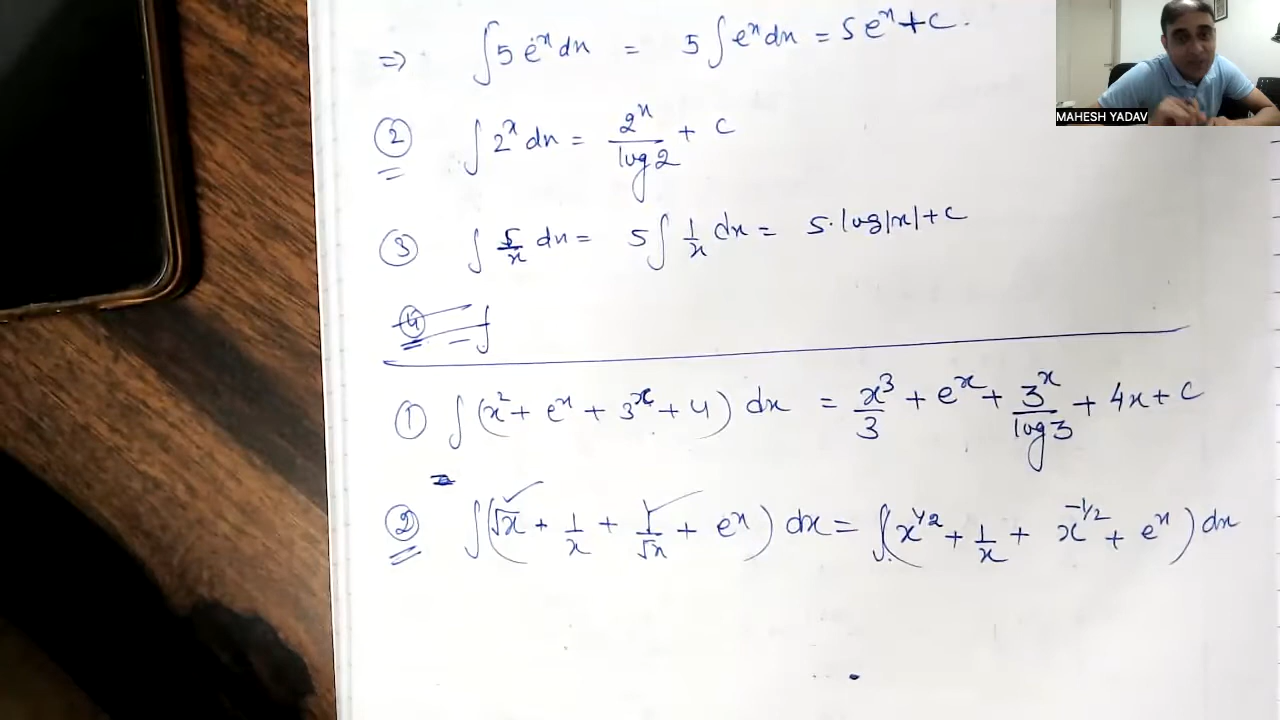 ⇒ ∫5 eˣ dx = 5 ∫eˣ dx = 5 eˣ + c.
MAHESH YADAV
② ∫2ˣ dx = 2ˣ/log 2 + c
③ ∫ 5/x dx = 5∫ 1/x dx = 5·log|x| + c
④ = ∫
① ∫(x² + eˣ + 3ˣ + 4) dx = x³/3 + eˣ + 3ˣ/log 3 + 4x + c
② ∫(√x + 1/x + 1/√x + eˣ) dx = ∫(x^1/2 + 1/x + x^-1/2 + eˣ) dx